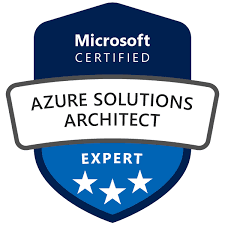 Microsoft
CERTIFIED
AZURE SOLUTIONS
ARCHITECT
EXPERT